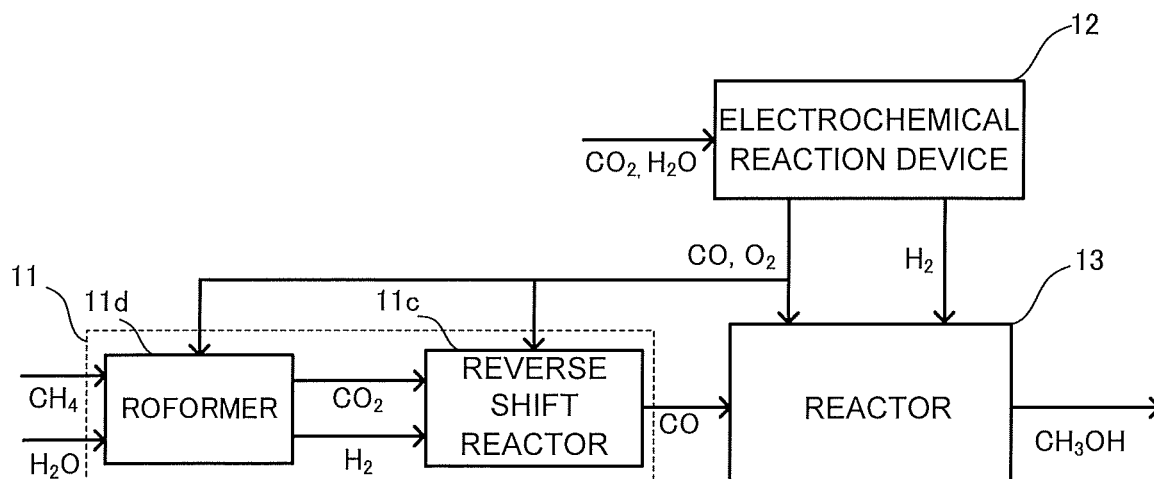 12
ELECTROCHEMICAL
REACTION DEVICE
CO₂, H₂O
CO, O₂
H₂
13
11
11d
11c
CH₄
H₂O
ROFORMER
CO₂
H₂
REVERSE
SHIFT
REACTOR
CO
REACTOR
CH₃OH